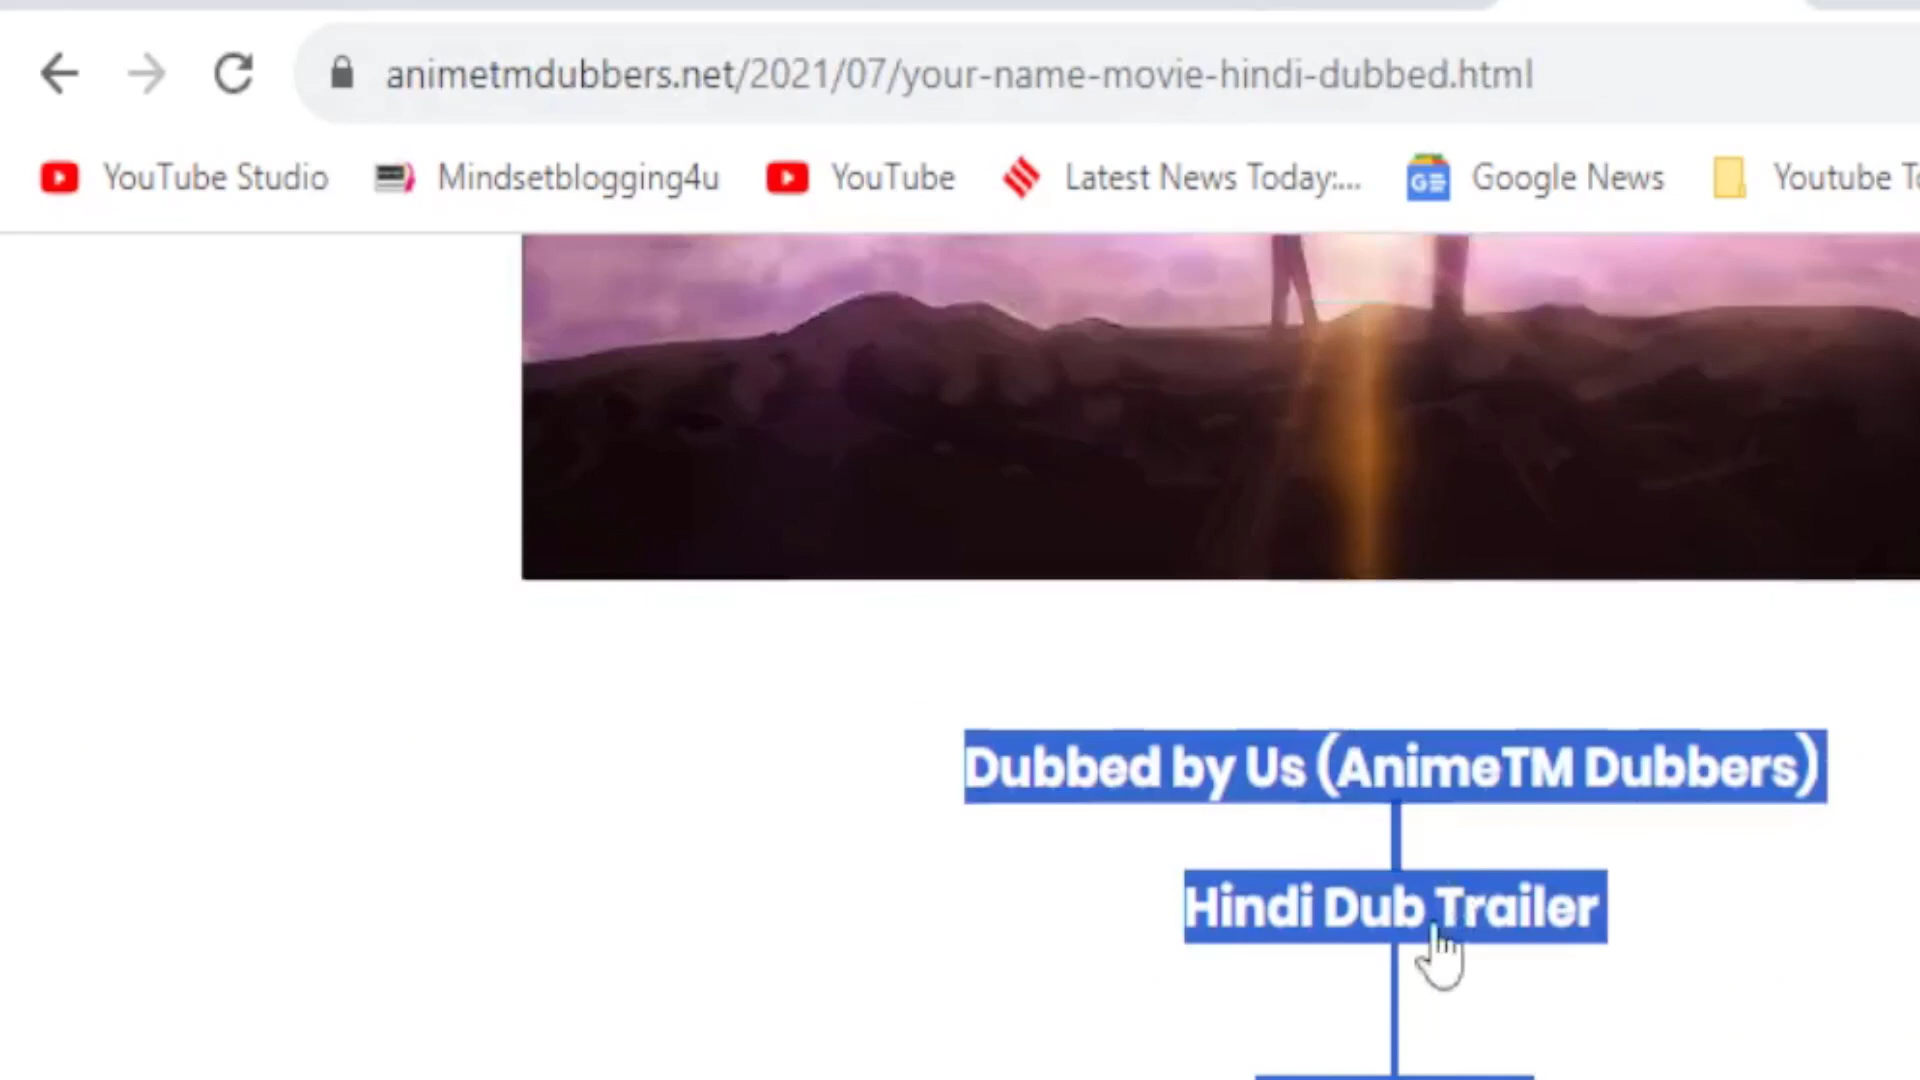 animetmdubbers.net/2021/07/your-name-movie-hindi-dubbed.html
YouTube Studio Mindsetblogging4u YouTube Latest News Today:... Google News Youtube
Dubbed by Us (AnimeTM Dubbers)
Hindi Dub Trailer